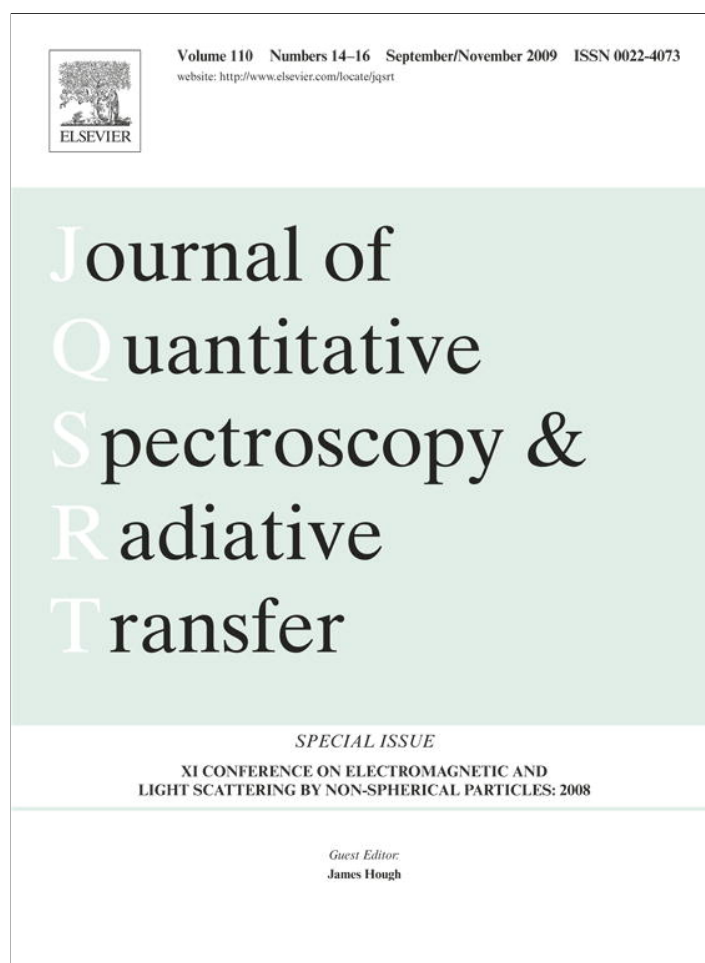 Volume 110 Numbers 14–16 September/November 2009 ISSN 0022-4073
website: http://www.elsevier.com/locate/jqsrt
ELSEVIER
Journal of
Quantitative
Spectroscopy &
Radiative
Transfer
SPECIAL ISSUE
XI CONFERENCE ON ELECTROMAGNETIC AND
LIGHT SCATTERING BY NON-SPHERICAL PARTICLES: 2008
Guest Editor:
James Hough